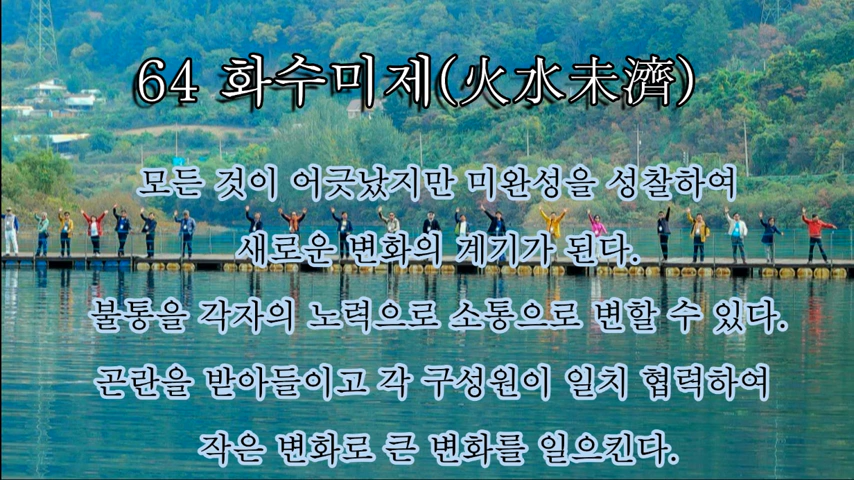 64 화수미제(火水未濟)
모든 것이 어긋났지만 미완성을 성찰하여
새로운 변화의 계기가 된다.
불통을 각자의 노력으로 소통으로 변할 수 있다.
곤란을 받아들이고 각 구성원이 일치 협력하여
작은 변화로 큰 변화를 일으킨다.